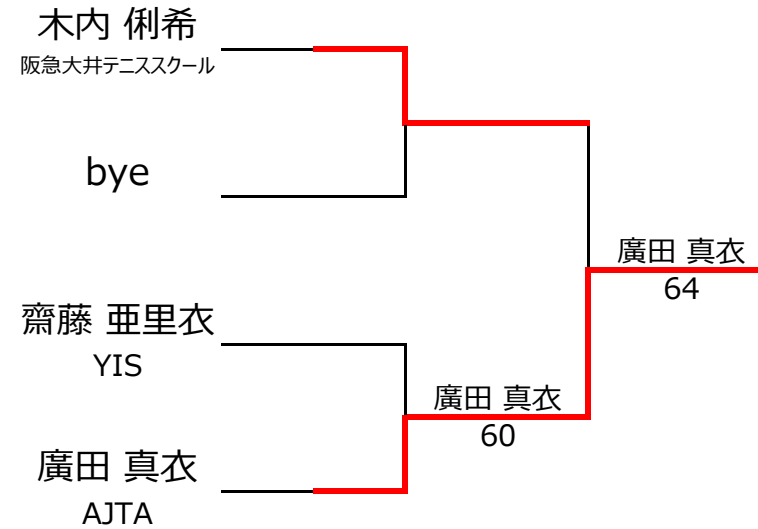 木内 俐希
阪急大井テニススクール
bye
廣田 真衣
64
齋藤 亜里衣
YIS
廣田 真衣
60
廣田 真衣
AJTA